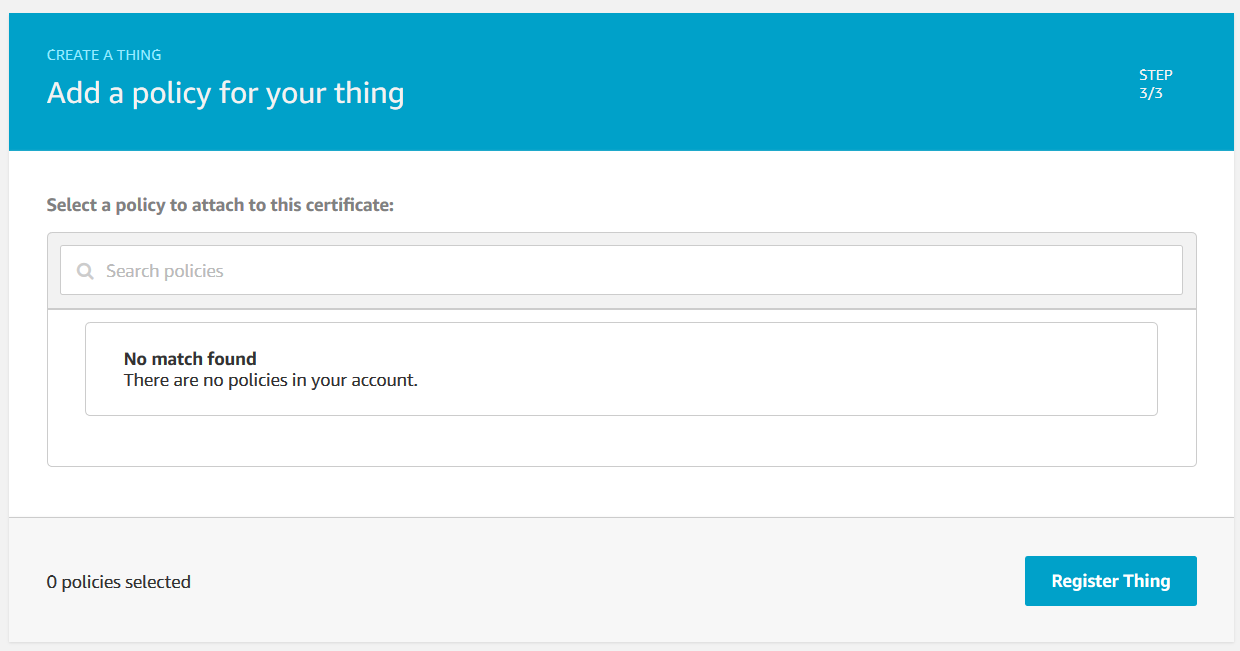 CREATE A THING
Add a policy for your thing
STEP
3/3
Select a policy to attach to this certificate:
Search policies
No match found
There are no policies in your account.
0 policies selected
Register Thing